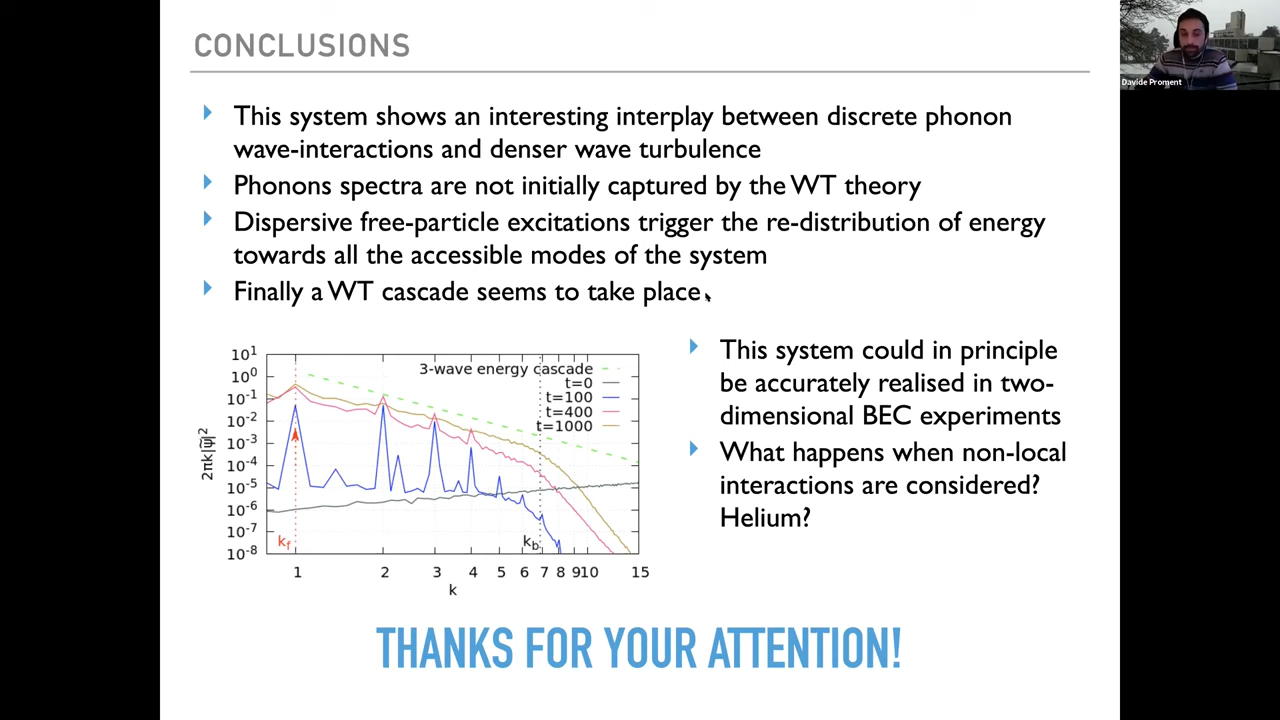 CONCLUSIONS
Davide Proment
This system shows an interesting interplay between discrete phonon
wave-interactions and denser wave turbulence
Phonons spectra are not initially captured by the WT theory
Dispersive free-particle excitations trigger the re-distribution of energy
towards all the accessible modes of the system
Finally a WT cascade seems to take place
10¹
10⁰
10⁻¹
10⁻²
10⁻³
10⁻⁴
10⁻⁵
10⁻⁶
10⁻⁷
10⁻⁸
2πk|ψ̃|²
3-wave energy cascade
t=0
t=100
t=400
t=1000
k_f
k_b
1 2 3 4 5 6 7 8 910 15
k
This system could in principle
be accurately realised in two-
dimensional BEC experiments
What happens when non-local
interactions are considered?
Helium?
THANKS FOR YOUR ATTENTION!